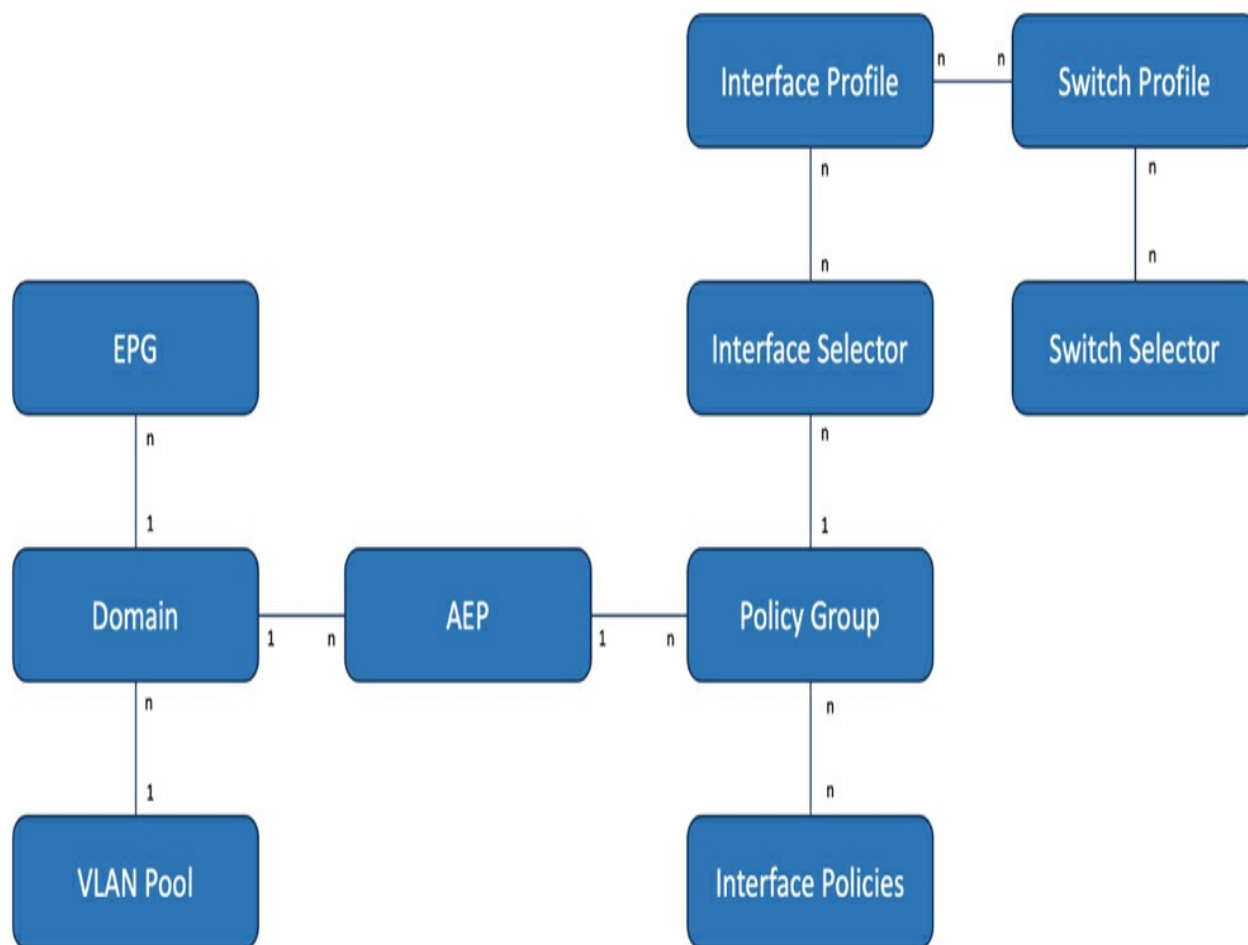 Interface Profile
n
n
Switch Profile
n
n
n
n
EPG
Interface Selector
Switch Selector
n
n
1
1
Domain
AEP
Policy Group
1
n
1
n
n
n
1
n
VLAN Pool
Interface Policies